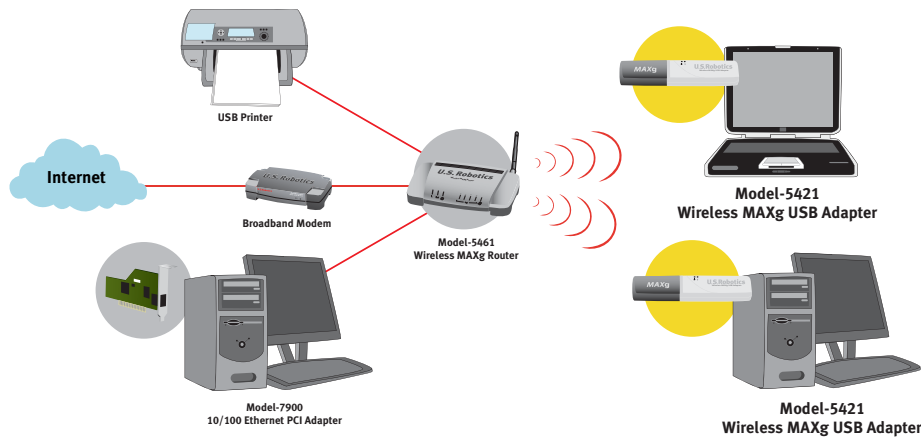 USB Printer
MAXg
U.S.Robotics
Internet
U.S. Robotics
Broadband Modem
U.S. Robotics
Model-5461
Wireless MAXg Router
Model-5421
Wireless MAXg USB Adapter
MAXg
U.S.Robotics
Model-7900
10/100 Ethernet PCI Adapter
Model-5421
Wireless MAXg USB Adapter